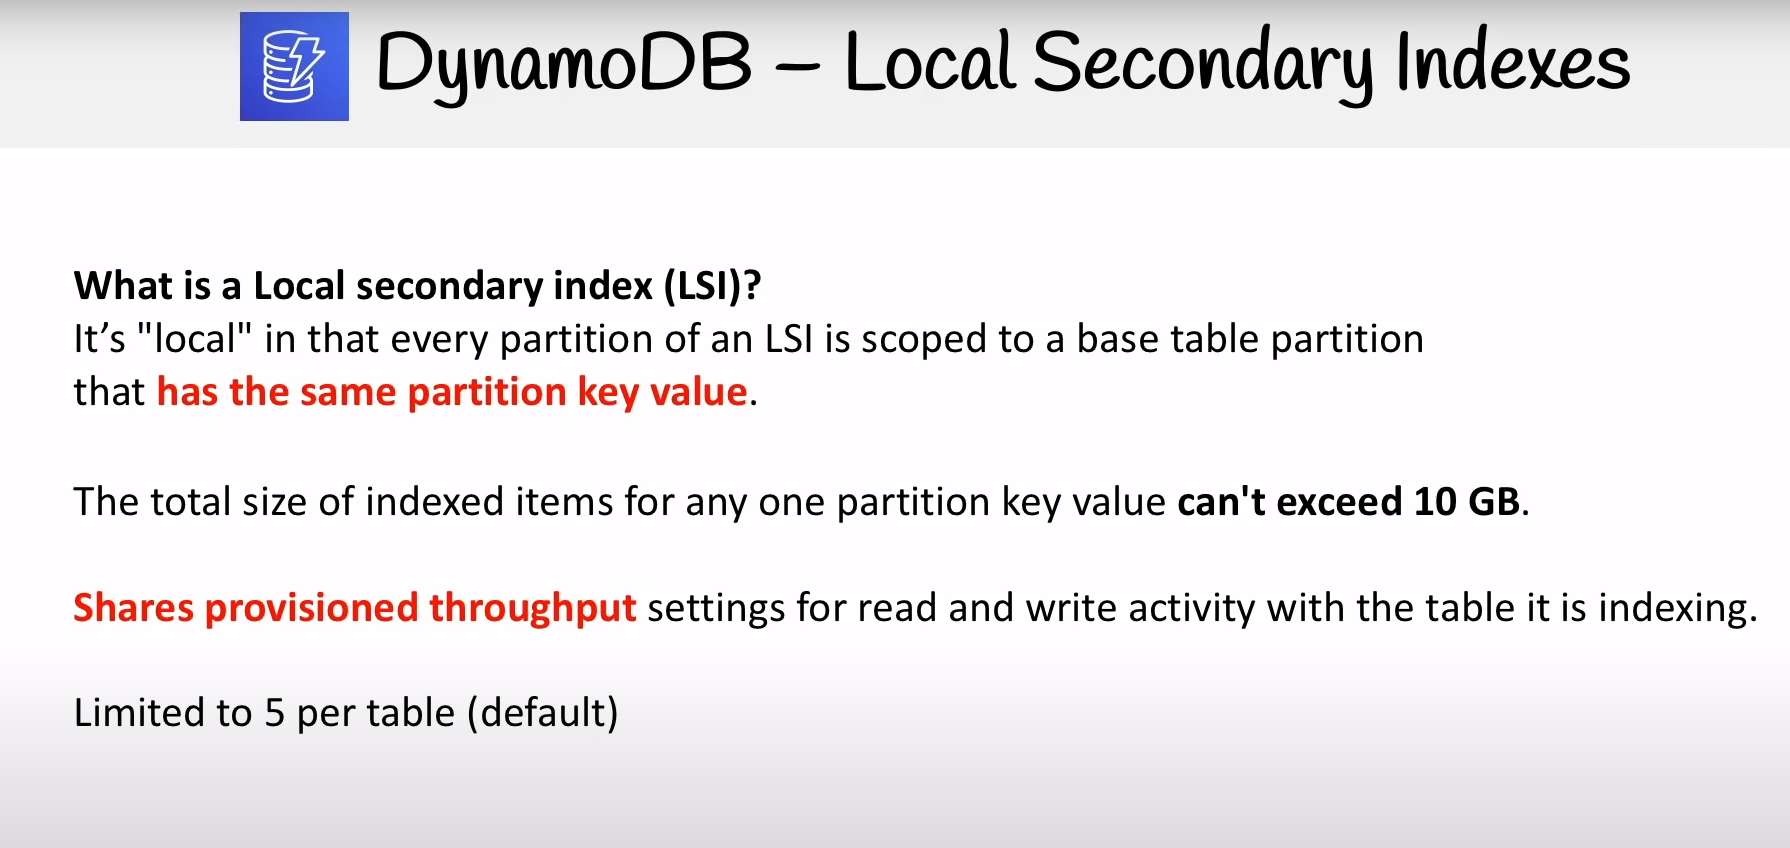 DynamoDB – Local Secondary Indexes
What is a Local secondary index (LSI)?
It’s "local" in that every partition of an LSI is scoped to a base table partition
that has the same partition key value.
The total size of indexed items for any one partition key value can't exceed 10 GB.
Shares provisioned throughput settings for read and write activity with the table it is indexing.
Limited to 5 per table (default)